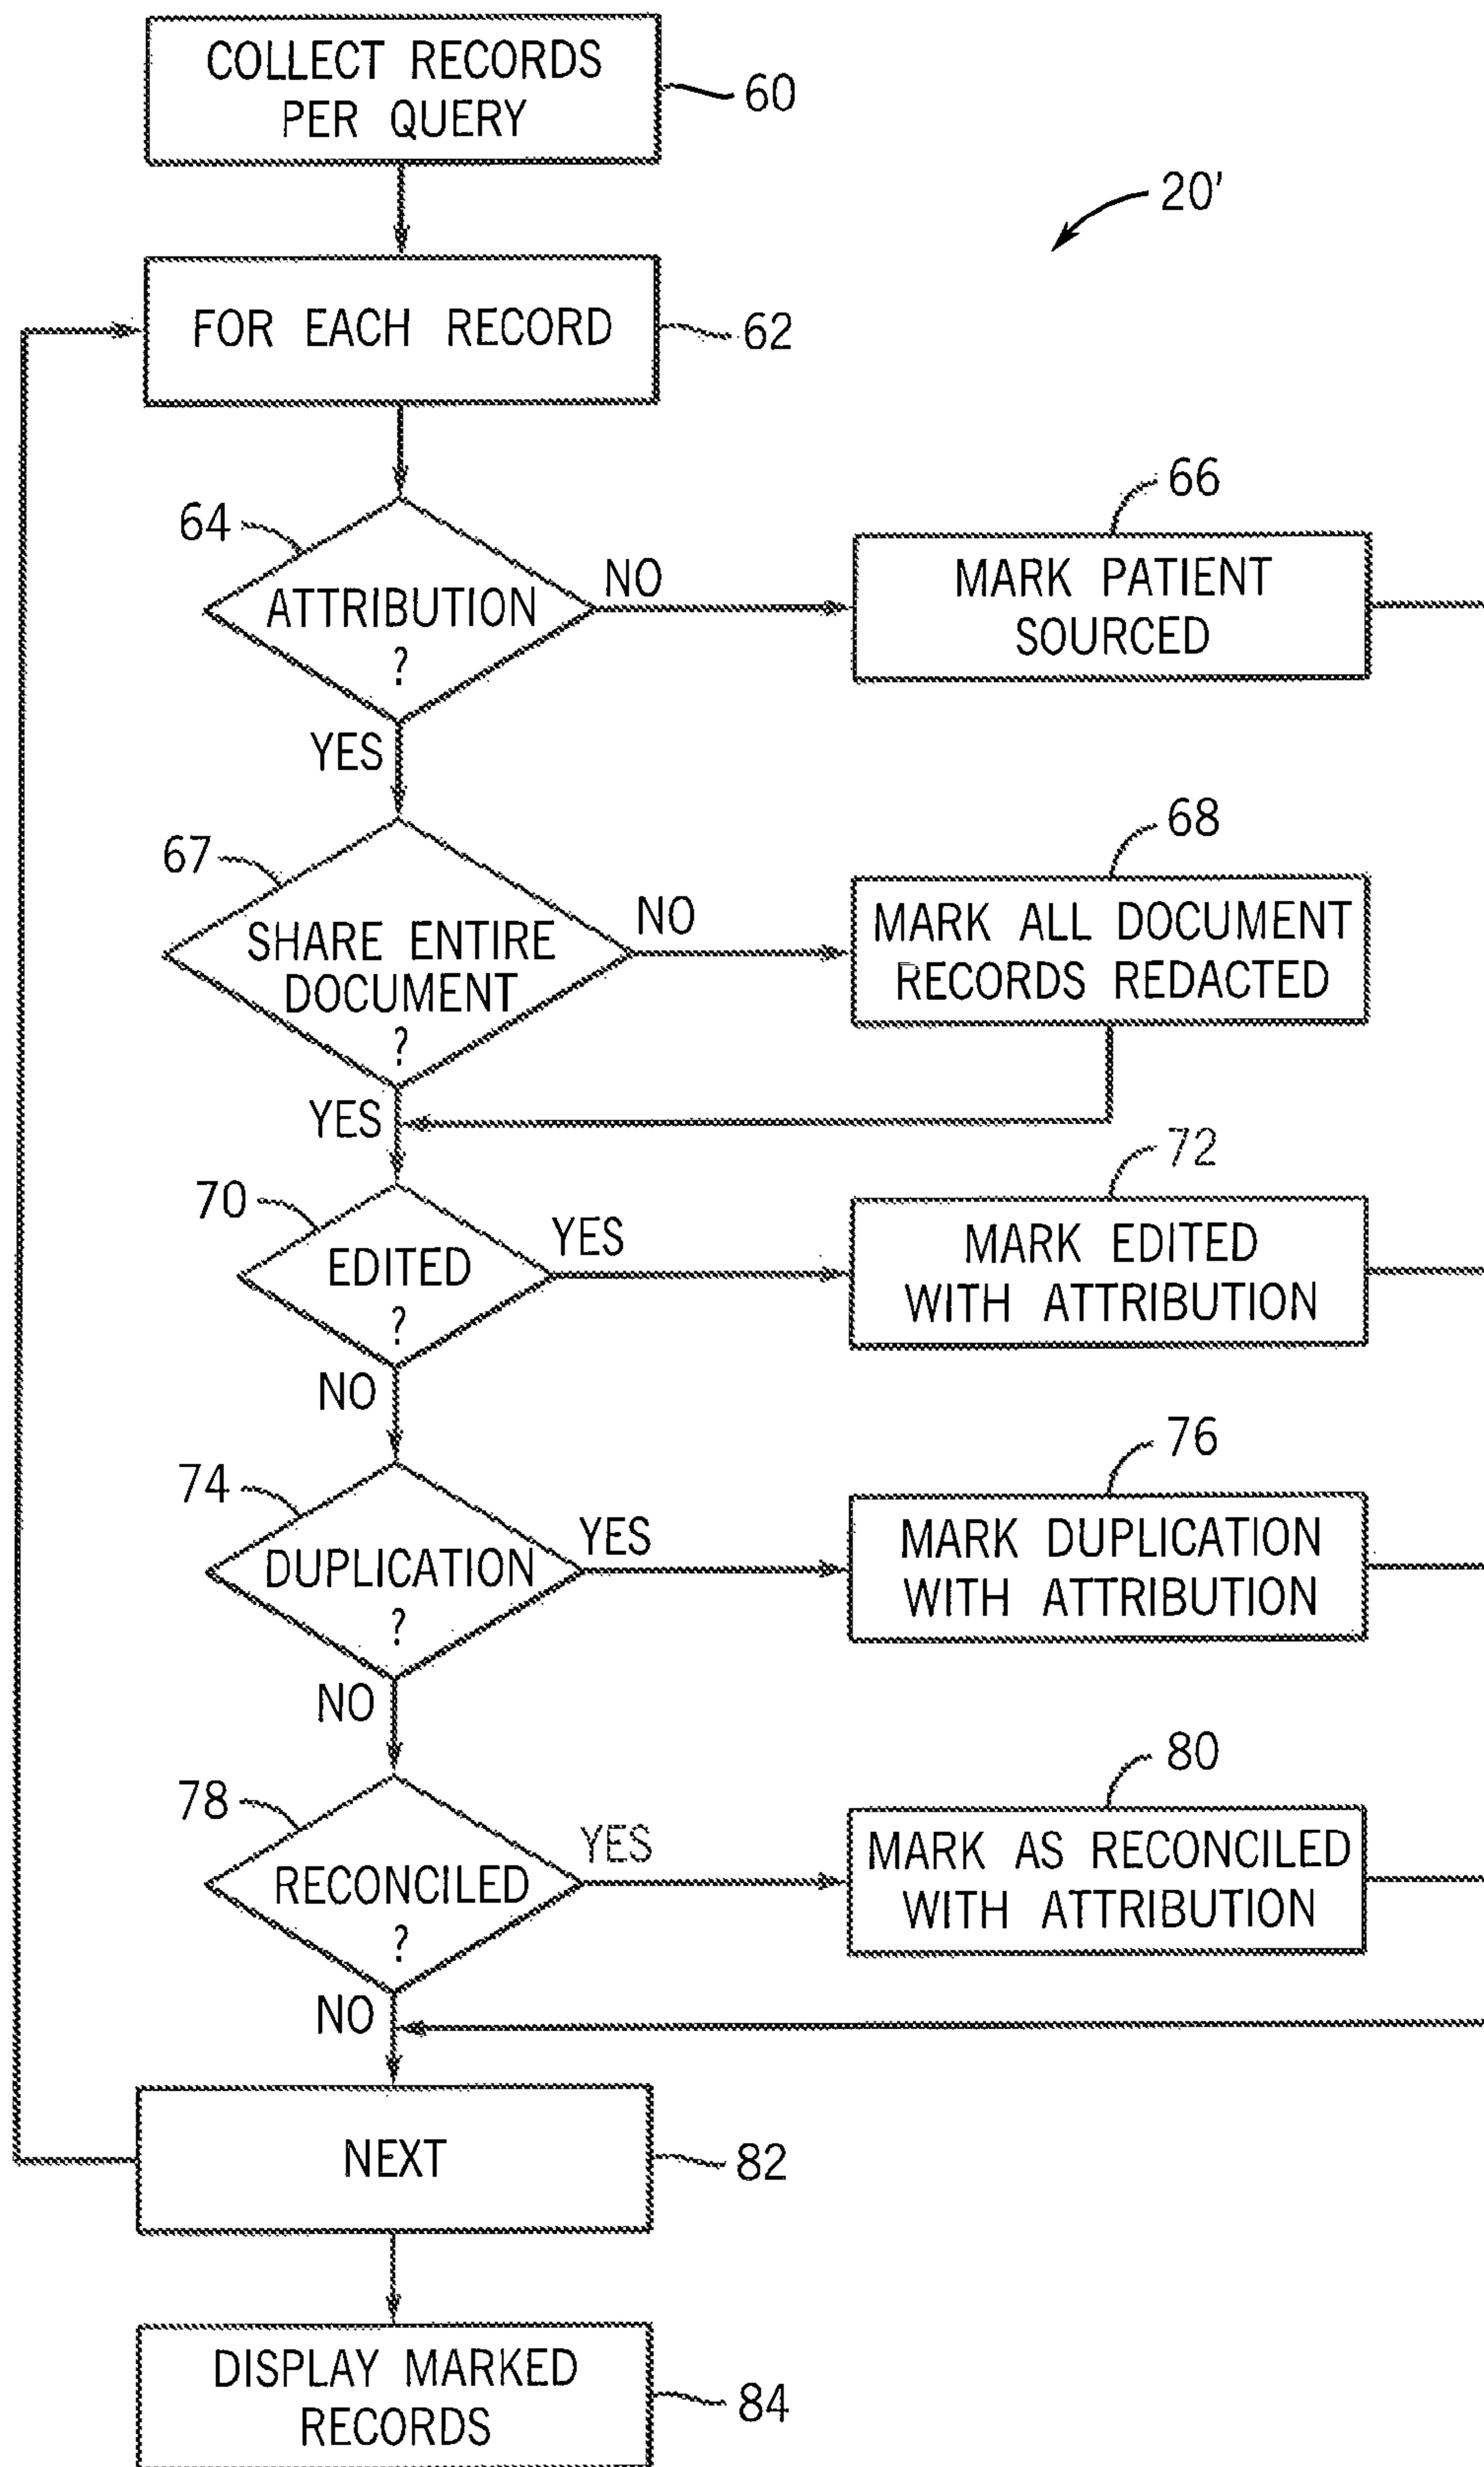 COLLECT RECORDS
PER QUERY
60
20'
FOR EACH RECORD
62
64
ATTRIBUTION
?
NO
66
MARK PATIENT
SOURCED
YES
67
SHARE ENTIRE
DOCUMENT
?
NO
68
MARK ALL DOCUMENT
RECORDS REDACTED
YES
70
EDITED
?
YES
72
MARK EDITED
WITH ATTRIBUTION
NO
74
DUPLICATION
?
YES
76
MARK DUPLICATION
WITH ATTRIBUTION
NO
78
RECONCILED
?
YES
80
MARK AS RECONCILED
WITH ATTRIBUTION
NO
NEXT
82
DISPLAY MARKED
RECORDS
84